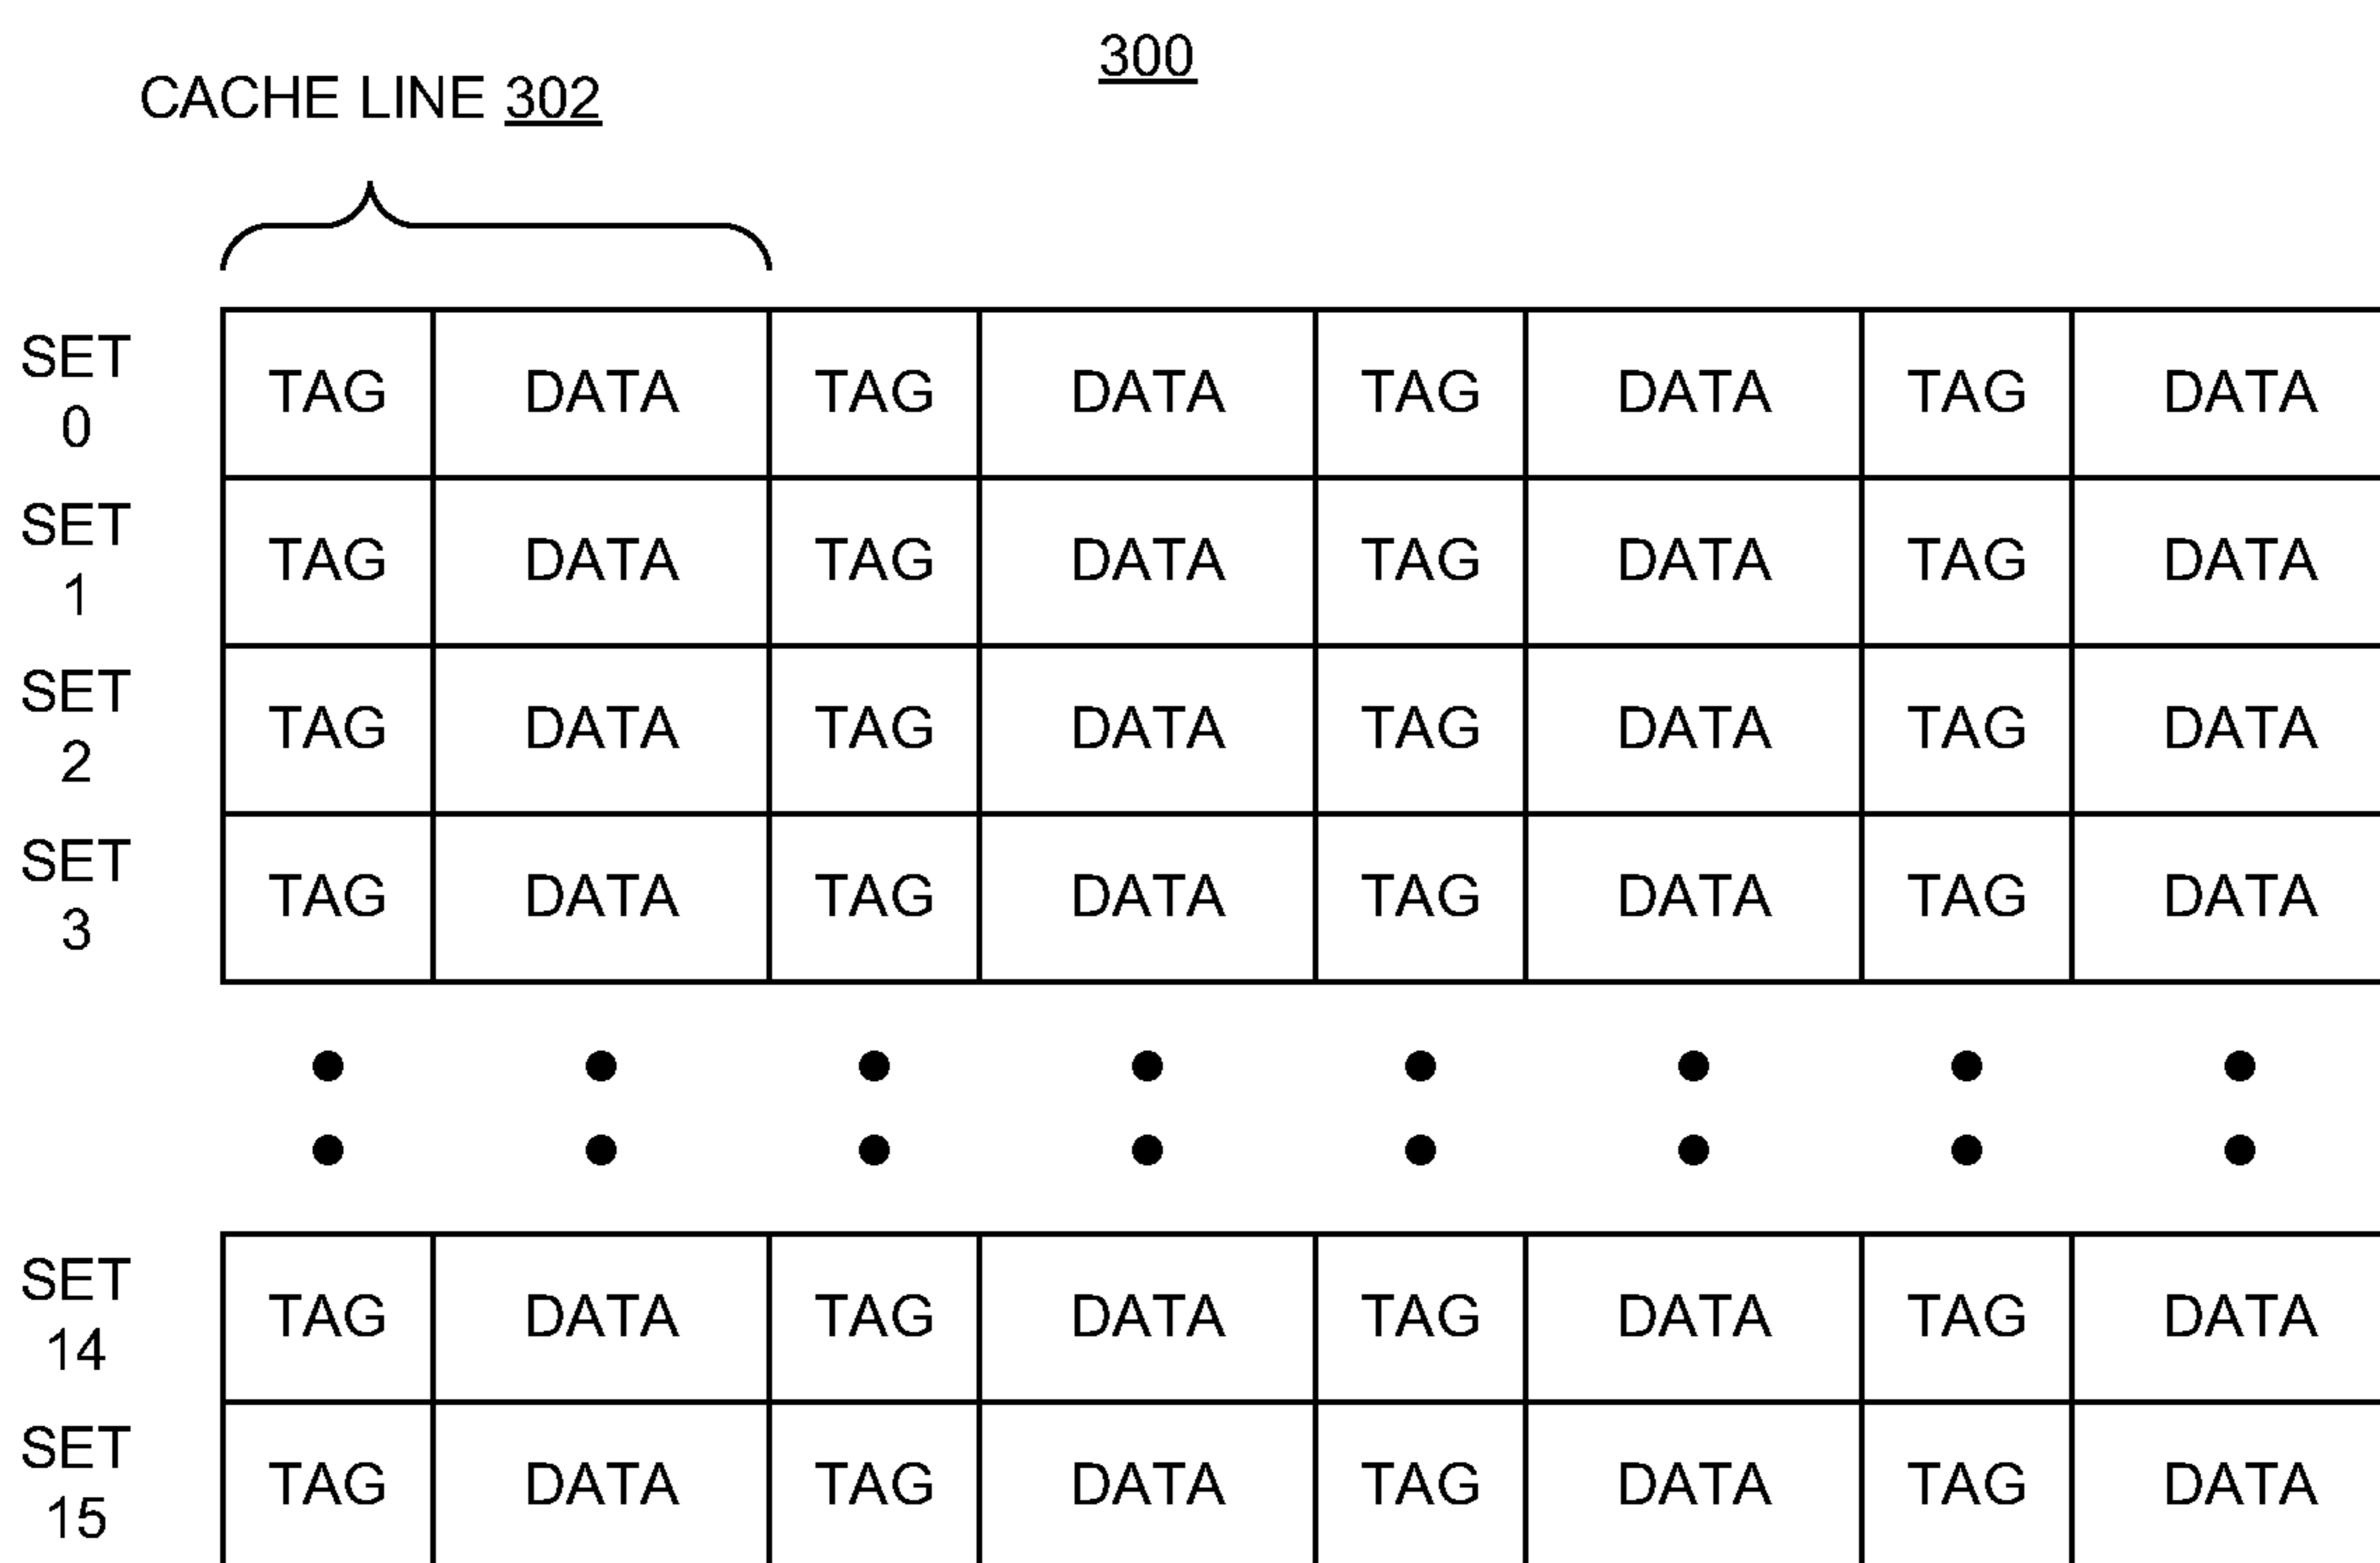 300
CACHE LINE 302
SET 0 TAG DATA TAG DATA TAG DATA TAG DATA
SET 1 TAG DATA TAG DATA TAG DATA TAG DATA
SET 2 TAG DATA TAG DATA TAG DATA TAG DATA
SET 3 TAG DATA TAG DATA TAG DATA TAG DATA
SET 14 TAG DATA TAG DATA TAG DATA TAG DATA
SET 15 TAG DATA TAG DATA TAG DATA TAG DATA